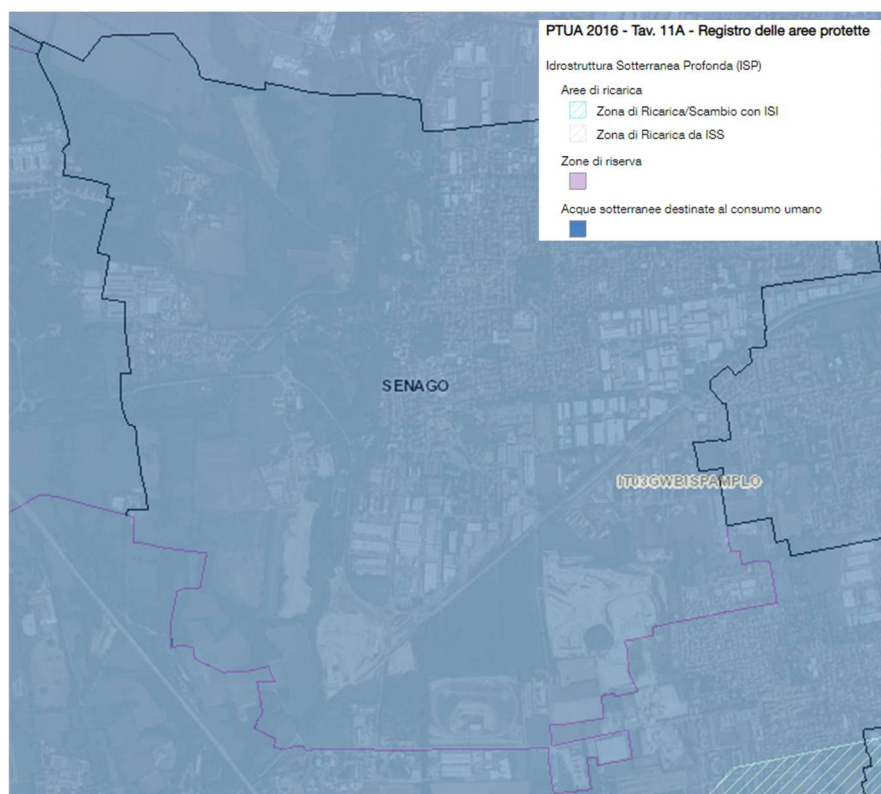 PTUA 2016 - Tav. 11A - Registro delle aree protette
Idrostruttura Sotterranea Profonda (ISP)
Aree di ricarica
Zona di Ricarica/Scambio con ISI
Zona di Ricarica da ISS
Zone di riserva
Acque sotterranee destinate al consumo umano
SENAGO
IT03GWBISPAMPLO